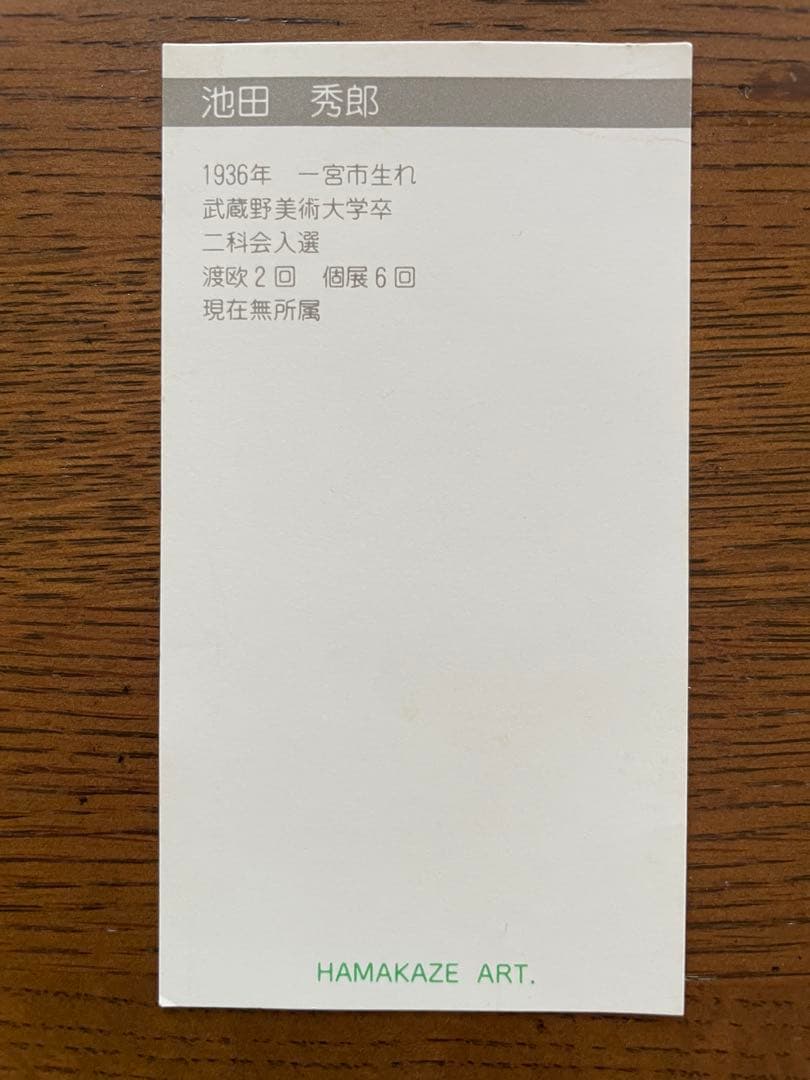 池田　秀郎
1936年　一宮市生れ
武蔵野美術大学卒
二科会入選
渡欧2回　個展6回
現在無所属
HAMAKAZE ART.